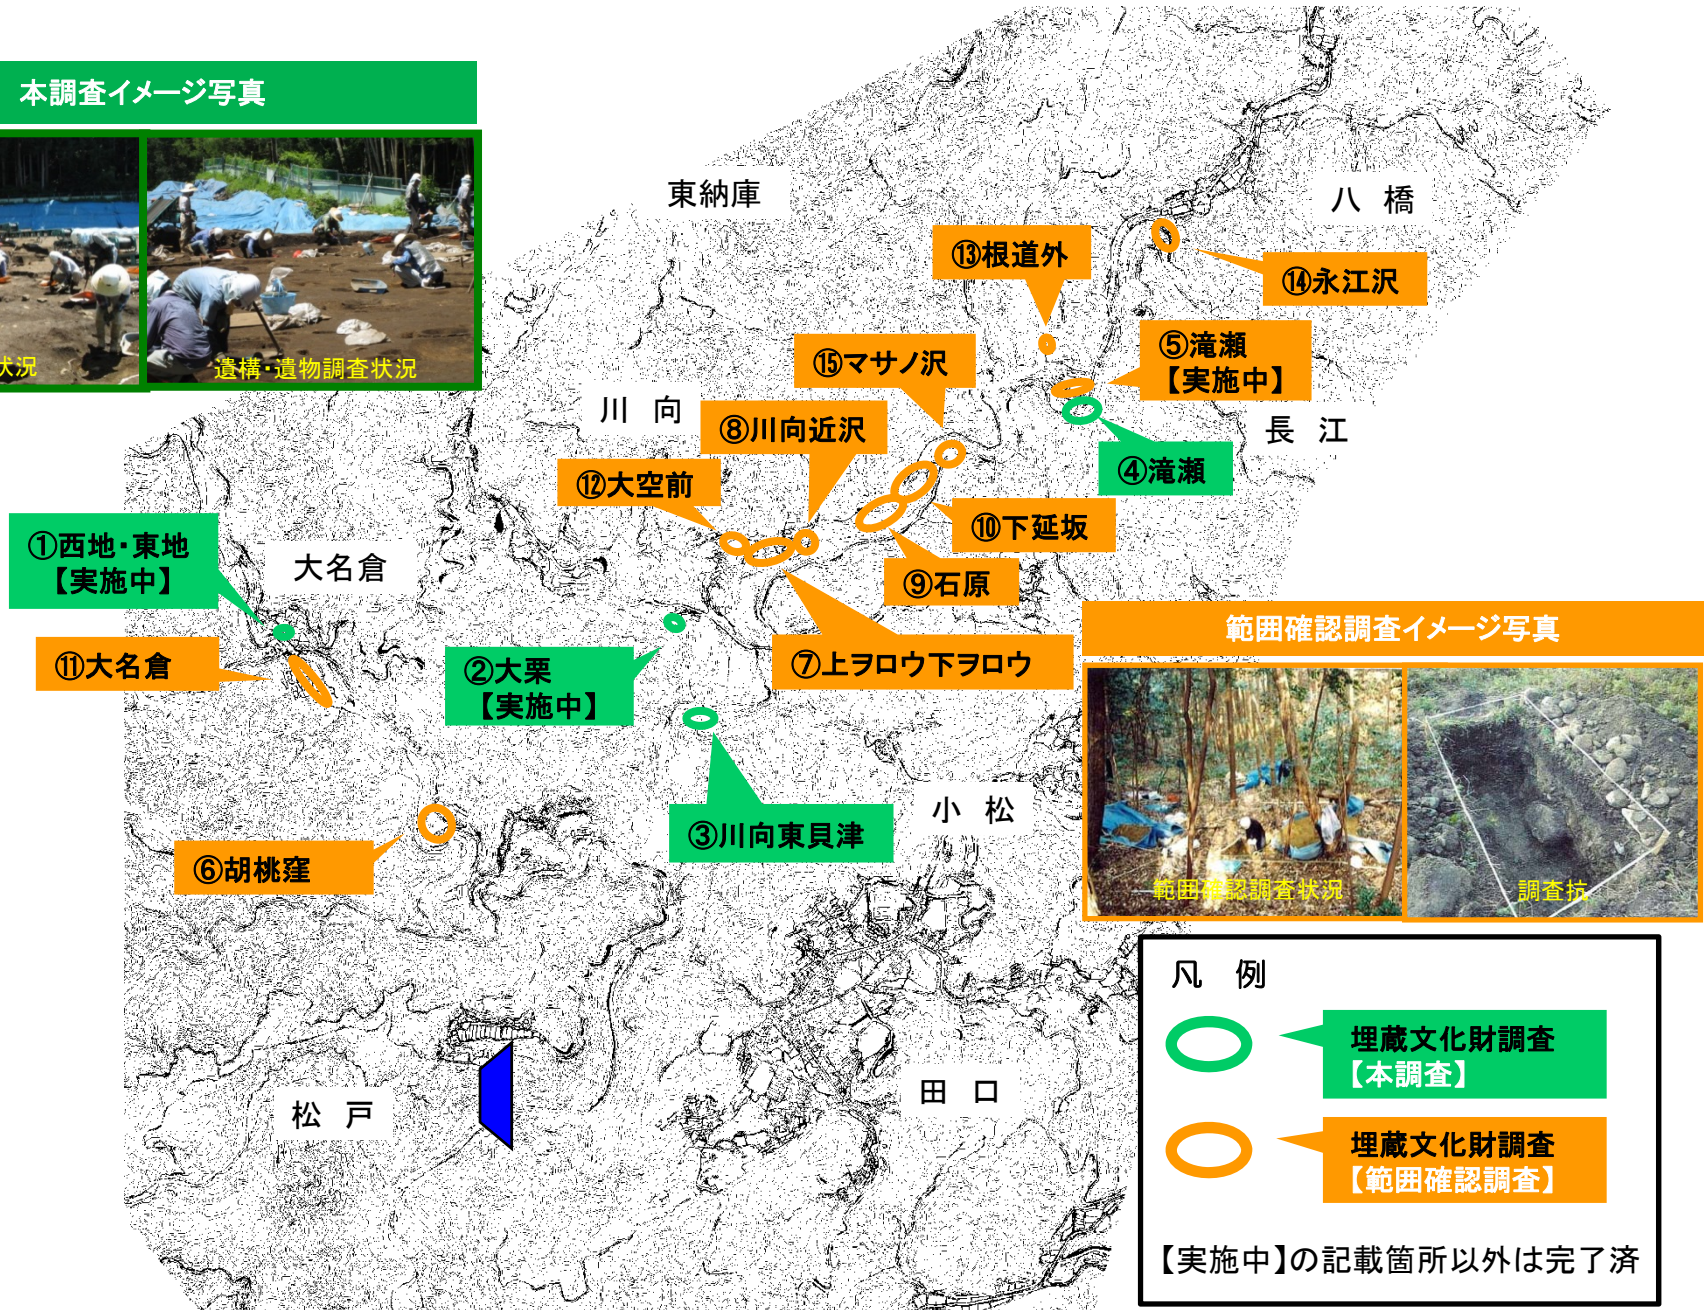 本調査イメージ写真
状況
遺構・遺物調査状況
東納庫
八 橋
⑬根道外
⑭永江沢
⑮マサノ沢
⑤滝瀬
【実施中】
川 向
⑧川向近沢
長 江
④滝瀬
⑫大空前
⑩下延坂
①西地・東地
【実施中】
大名倉
⑨石原
⑪大名倉
②大栗
【実施中】
⑦上ヲロウ下ヲロウ
範囲確認調査イメージ写真
範囲確認調査状況
調査抗
小 松
③川向東貝津
⑥胡桃窪
松 戸
田 口
凡 例
埋蔵文化財調査
【本調査】
埋蔵文化財調査
【範囲確認調査】
【実施中】の記載箇所以外は完了済